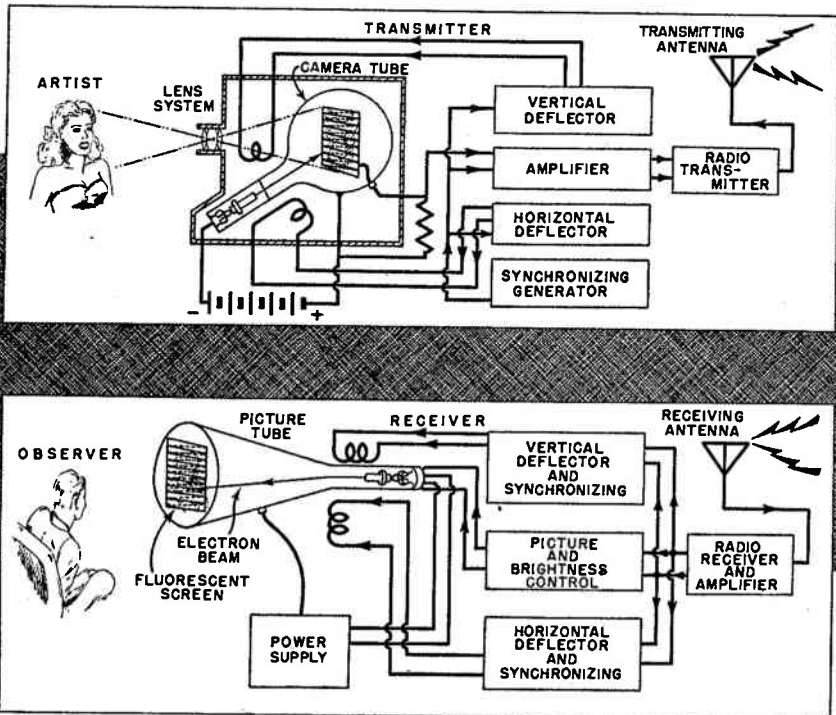 TRANSMITTER
TRANSMITTING
ANTENNA
CAMERA TUBE
ARTIST
LENS
SYSTEM
VERTICAL
DEFLECTOR
AMPLIFIER
RADIO
TRANS-
MITTER
HORIZONTAL
DEFLECTOR
SYNCHRONIZING
GENERATOR
-
+
RECEIVER
RECEIVING
ANTENNA
PICTURE
TUBE
OBSERVER
VERTICAL
DEFLECTOR
AND
SYNCHRONIZING
ELECTRON
BEAM
FLUORESCENT
SCREEN
PICTURE
AND
BRIGHTNESS
CONTROL
RADIO
RECEIVER
AND
AMPLIFIER
POWER
SUPPLY
HORIZONTAL
DEFLECTOR
AND
SYNCHRONIZING